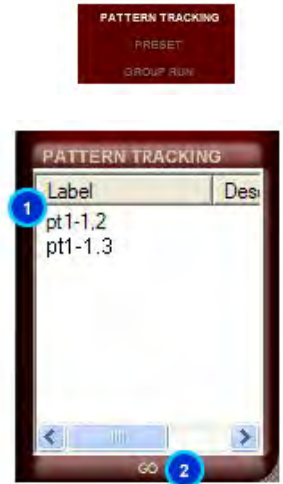 PATTERN TRACKING
PRESET
GROUP RUN
PATTERN TRACKING
Label Des
1
pt1-1,2
pt1-1.3
GO 2